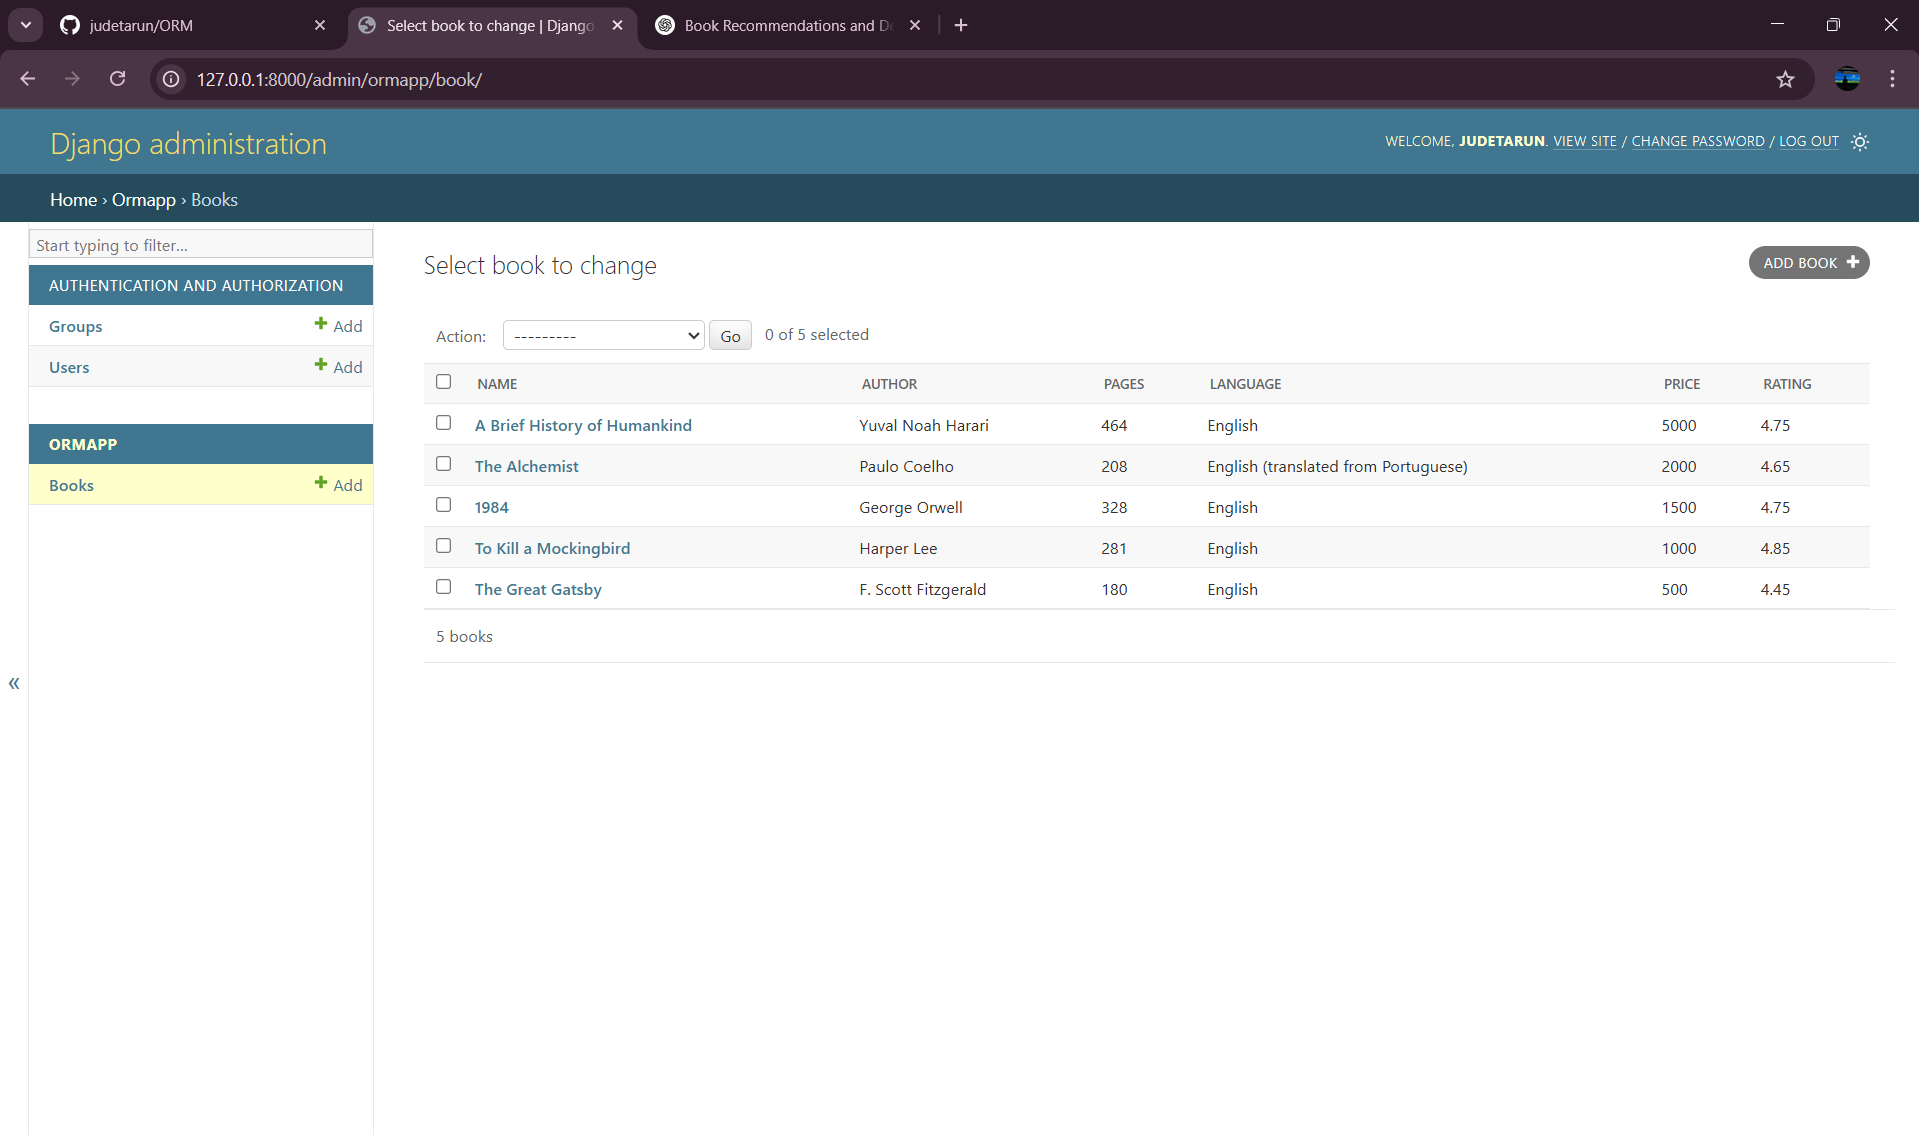 judetarun/ORM
Select book to change | Django
Book Recommendations and De
127.0.0.1:8000/admin/ormapp/book/
Django administration
WELCOME, JUDETARUN. VIEW SITE / CHANGE PASSWORD / LOG OUT
Home › Ormapp › Books
Start typing to filter...
AUTHENTICATION AND AUTHORIZATION
Groups Add
Users Add
ORMAPP
Books Add
«
Select book to change
ADD BOOK
Action: --------- Go 0 of 5 selected
NAME AUTHOR PAGES LANGUAGE PRICE RATING
A Brief History of Humankind Yuval Noah Harari 464 English 5000 4.75
The Alchemist Paulo Coelho 208 English (translated from Portuguese) 2000 4.65
1984 George Orwell 328 English 1500 4.75
To Kill a Mockingbird Harper Lee 281 English 1000 4.85
The Great Gatsby F. Scott Fitzgerald 180 English 500 4.45
5 books